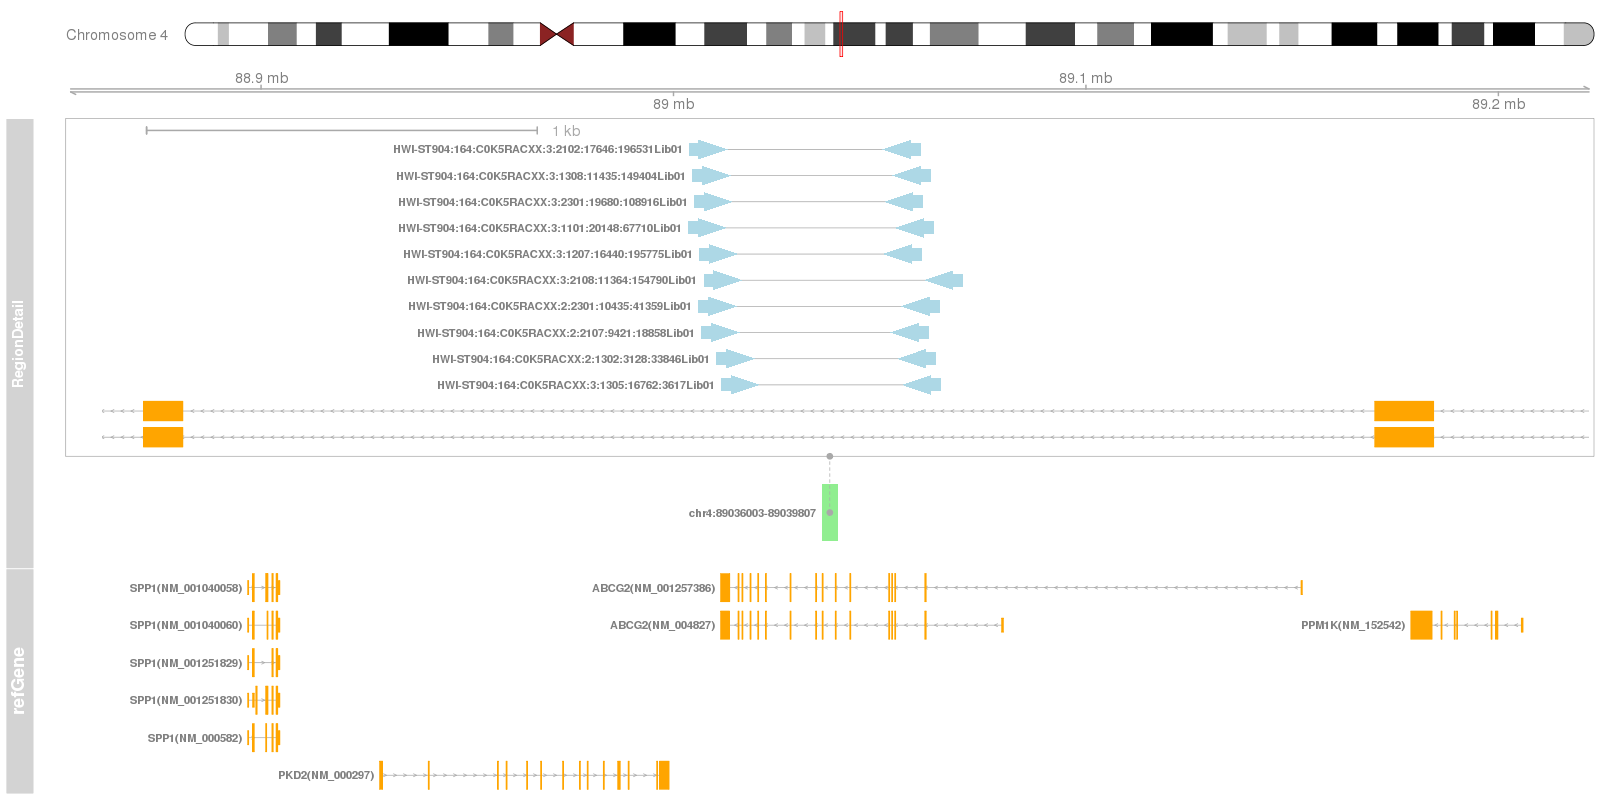 Chromosome 4
88.9 mb
89.1 mb
89 mb
89.2 mb
RegionDetail
1 kb
HWI-ST904:164:C0K5RACXX:3:2102:17646:196531Lib01
HWI-ST904:164:C0K5RACXX:3:1308:11435:149404Lib01
HWI-ST904:164:C0K5RACXX:3:2301:19680:108916Lib01
HWI-ST904:164:C0K5RACXX:3:1101:20148:67710Lib01
HWI-ST904:164:C0K5RACXX:3:1207:16440:195775Lib01
HWI-ST904:164:C0K5RACXX:3:2108:11364:154790Lib01
HWI-ST904:164:C0K5RACXX:2:2301:10435:41359Lib01
HWI-ST904:164:C0K5RACXX:2:2107:9421:18858Lib01
HWI-ST904:164:C0K5RACXX:2:1302:3128:33846Lib01
HWI-ST904:164:C0K5RACXX:3:1305:16762:3617Lib01
chr4:89036003-89039807
refGene
SPP1(NM_001040058)
ABCG2(NM_001257386)
SPP1(NM_001040060)
ABCG2(NM_004827)
PPM1K(NM_152542)
SPP1(NM_001251829)
SPP1(NM_001251830)
SPP1(NM_000582)
PKD2(NM_000297)